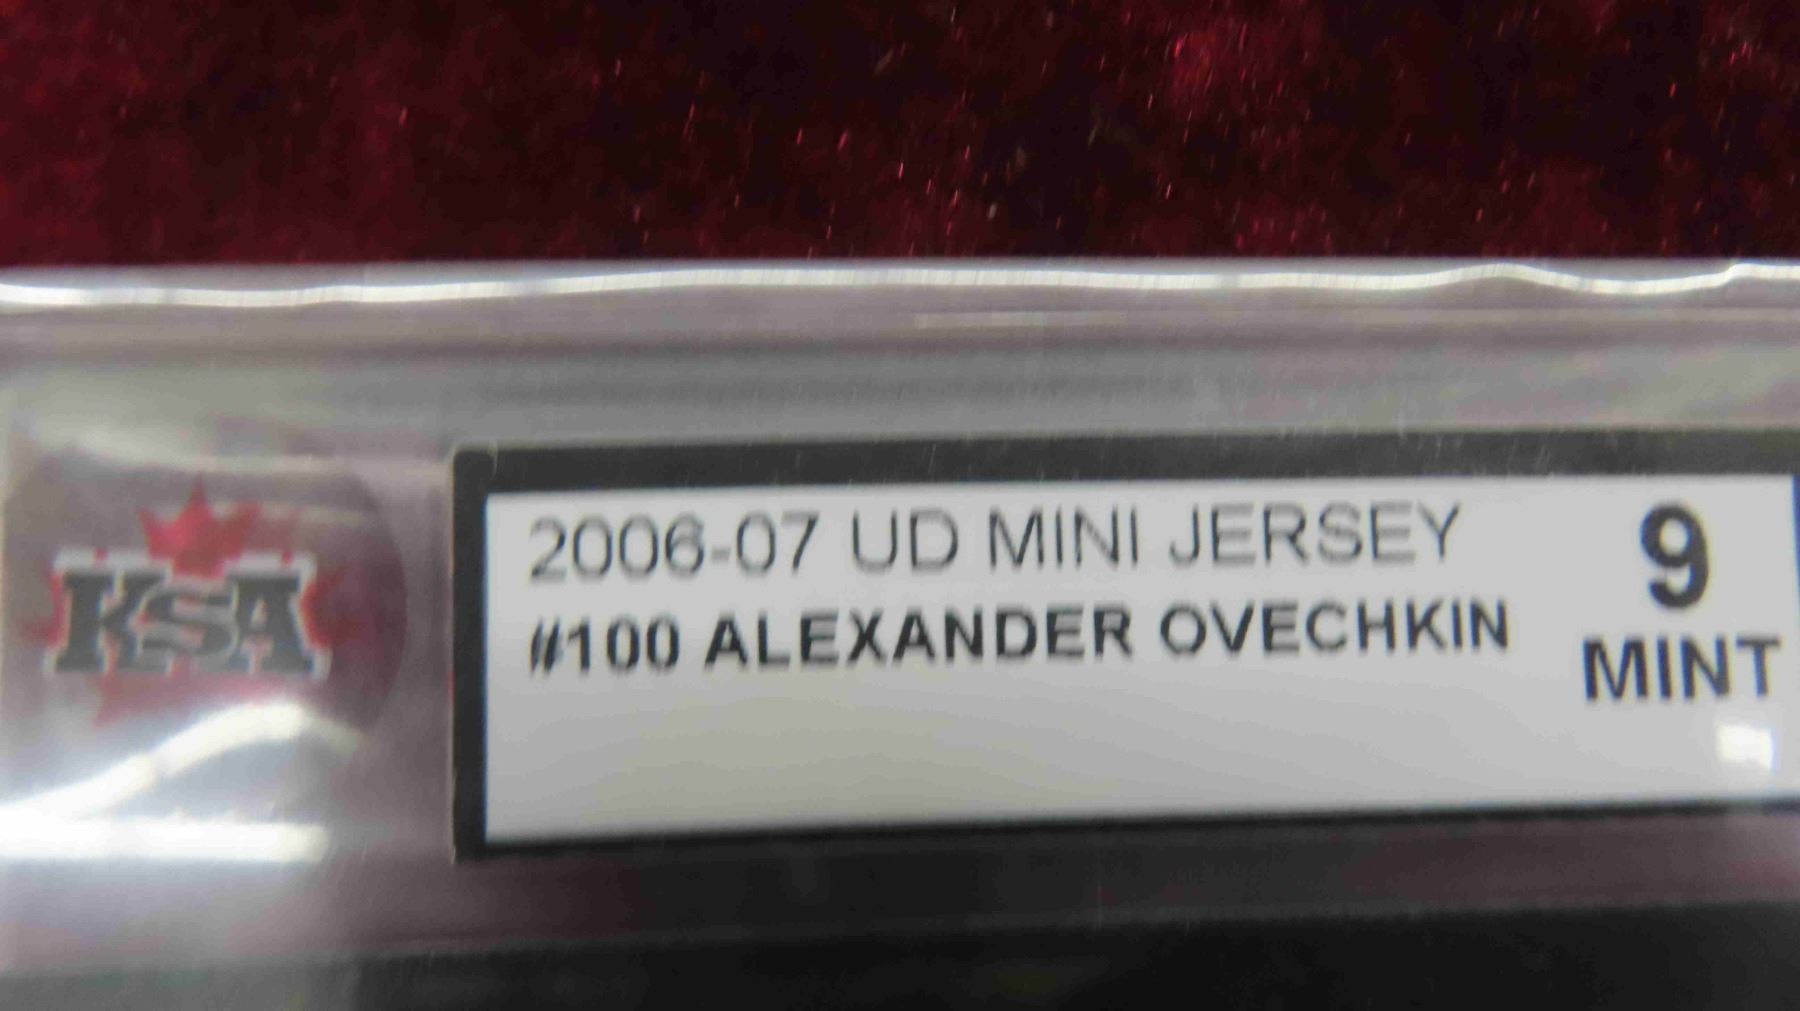 KSA
2006-07 UD MINI JERSEY
#100 ALEXANDER OVECHKIN
9
MINT